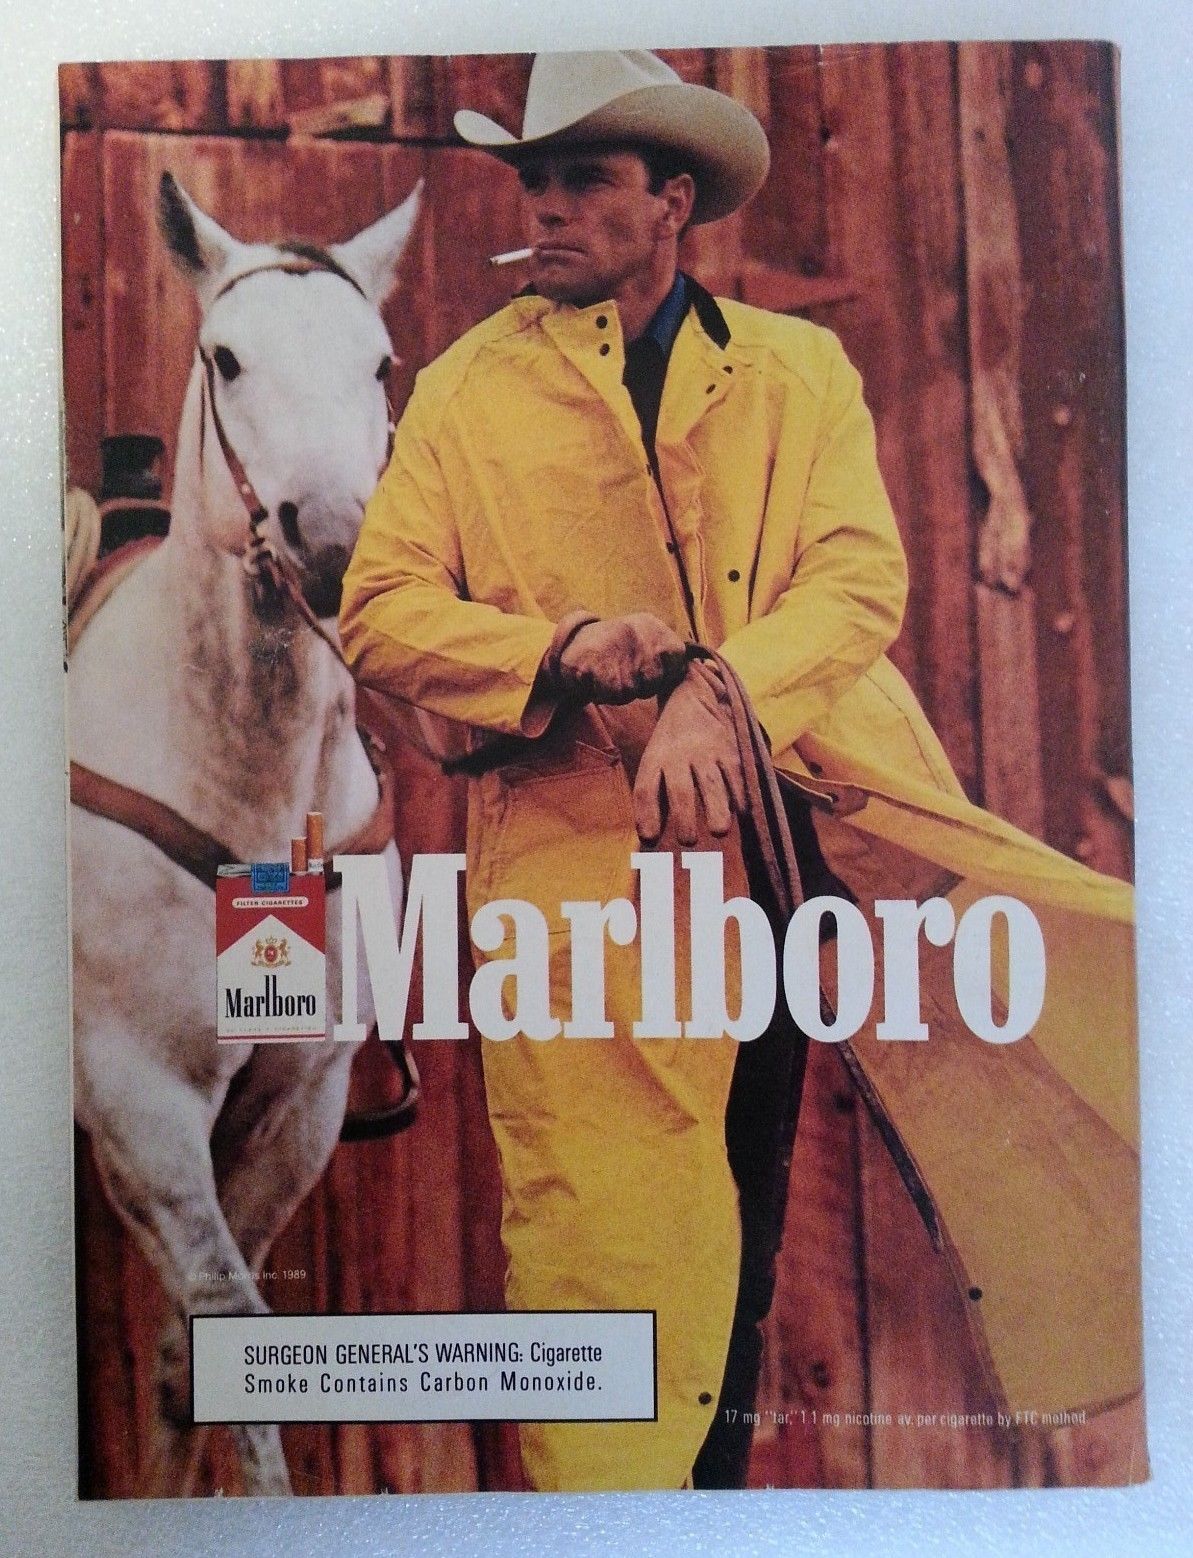 FILTER CIGARETTES
Marlboro
Marlboro
© Philip Morris Inc. 1989
SURGEON GENERAL'S WARNING: Cigarette
Smoke Contains Carbon Monoxide.
17 mg "tar," 1.1 mg nicotine av. per cigarette by FTC method.